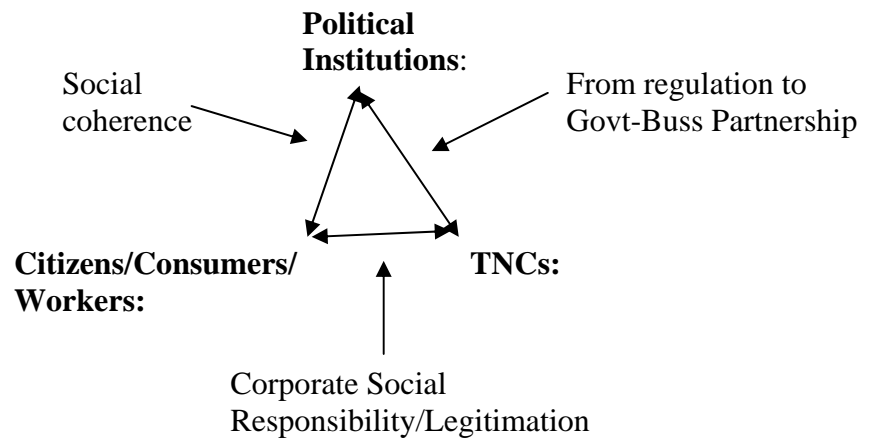 Political
Institutions:
Social
coherence
From regulation to
Govt-Buss Partnership
Citizens/Consumers/
Workers:
TNCs:
Corporate Social
Responsibility/Legitimation